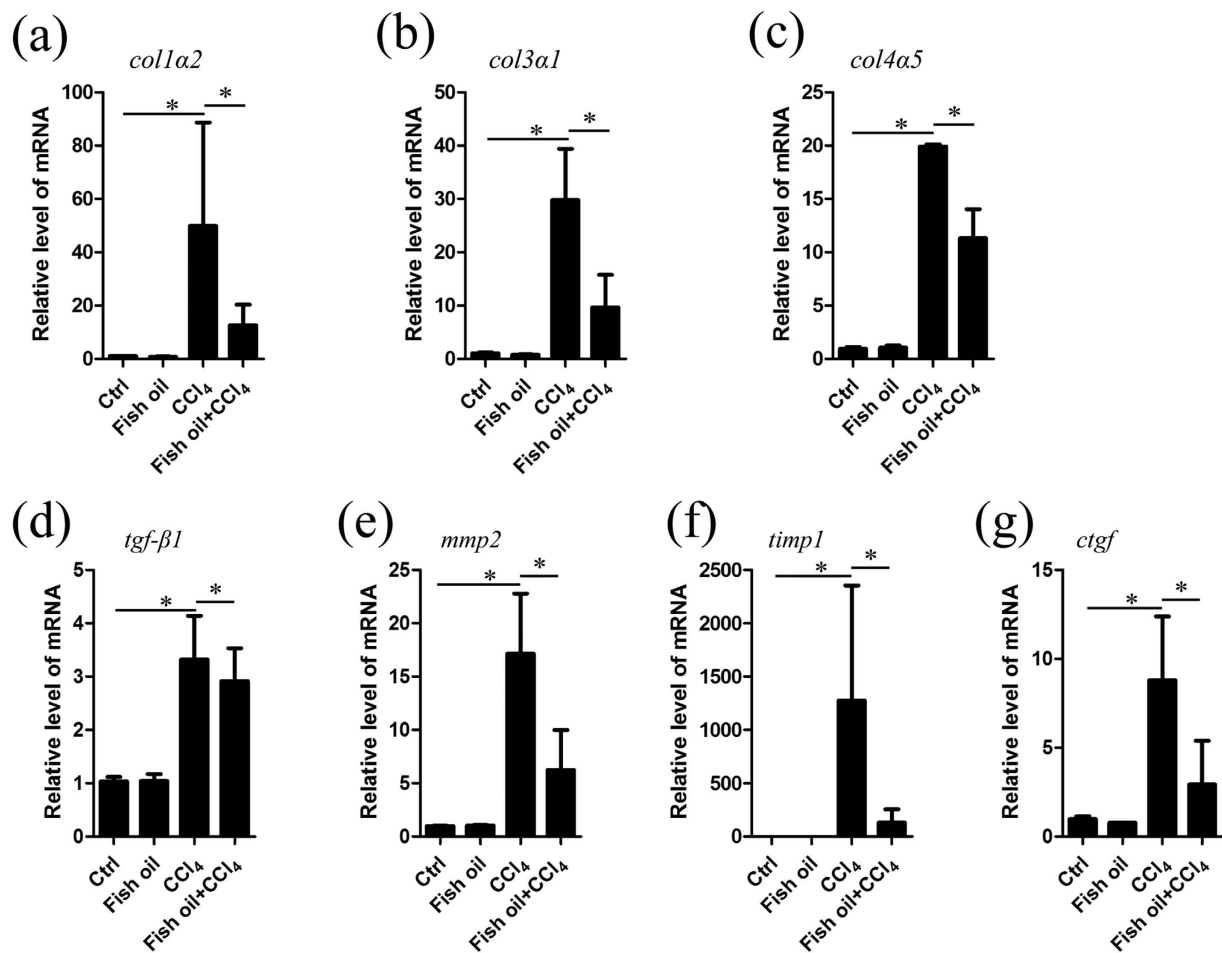 (a)
col1α2
*
*
Relative level of mRNA
100
80
60
40
20
0
Ctrl
Fish oil
CCl₄
Fish oil+CCl₄
(b)
col3α1
*
*
Relative level of mRNA
50
40
30
20
10
0
Ctrl
Fish oil
CCl₄
Fish oil+CCl₄
(c)
col4α5
*
*
Relative level of mRNA
25
20
15
10
5
0
Ctrl
Fish oil
CCl₄
Fish oil+CCl₄
(d)
tgf-β1
*
*
Relative level of mRNA
5
4
3
2
1
0
Ctrl
Fish oil
CCl₄
Fish oil+CCl₄
(e)
mmp2
*
*
Relative level of mRNA
25
20
15
10
5
0
Ctrl
Fish oil
CCl₄
Fish oil+CCl₄
(f)
timp1
*
*
Relative level of mRNA
2500
2000
1500
1000
500
0
Ctrl
Fish oil
CCl₄
Fish oil+CCl₄
(g)
ctgf
*
*
Relative level of mRNA
15
10
5
0
Ctrl
Fish oil
CCl₄
Fish oil+CCl₄